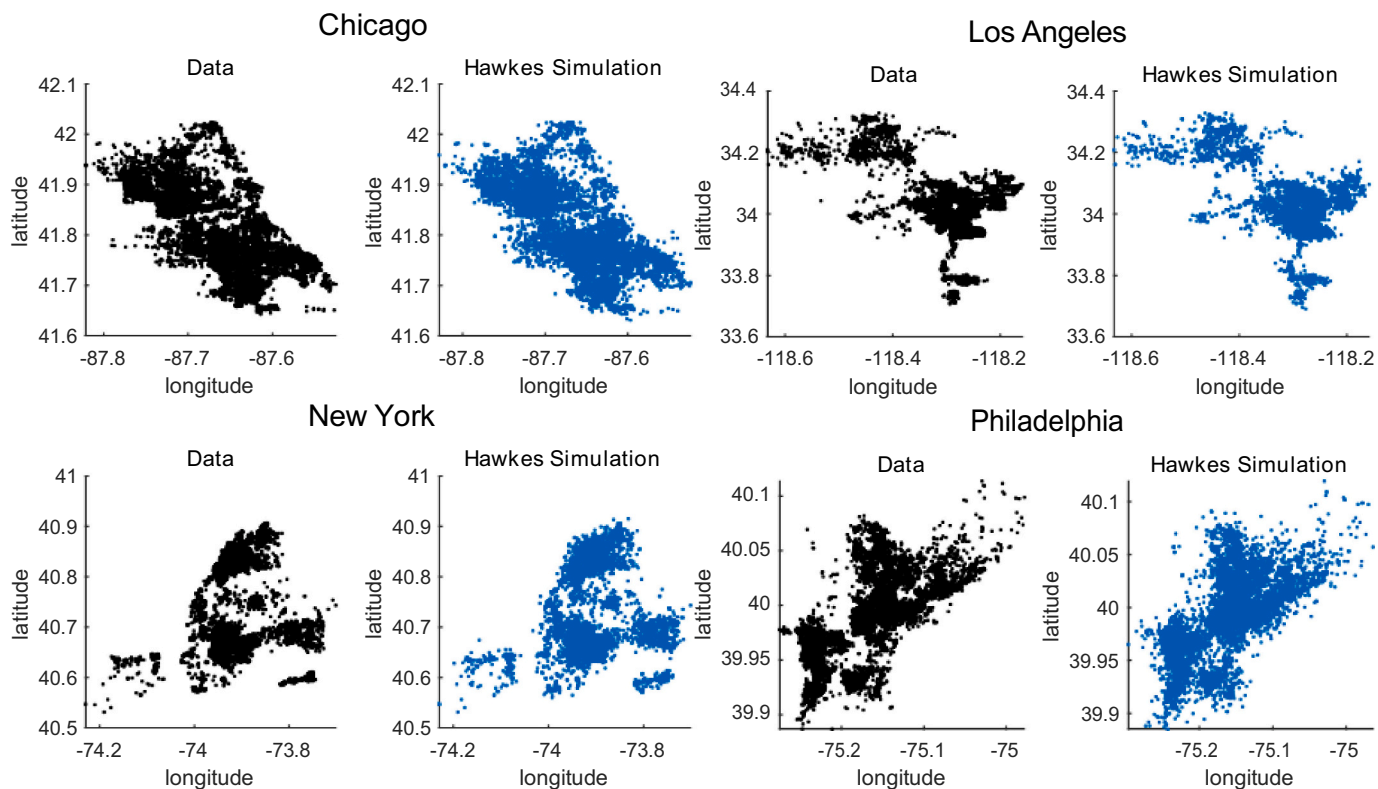 Chicago
Los Angeles
Data
Hawkes Simulation
Data
Hawkes Simulation
42.1
42
41.9
41.8
41.7
41.6
latitude
-87.8
-87.7
-87.6
longitude
42.1
42
41.9
41.8
41.7
41.6
latitude
-87.8
-87.7
-87.6
longitude
34.4
34.2
34
33.8
33.6
latitude
-118.6
-118.4
-118.2
longitude
34.4
34.2
34
33.8
33.6
latitude
-118.6
-118.4
-118.2
longitude
New York
Philadelphia
Data
Hawkes Simulation
Data
Hawkes Simulation
41
40.9
40.8
40.7
40.6
40.5
latitude
-74.2
-74
-73.8
longitude
41
40.9
40.8
40.7
40.6
40.5
latitude
-74.2
-74
-73.8
longitude
40.1
40.05
40
39.95
39.9
latitude
-75.2
-75.1
-75
longitude
40.1
40.05
40
39.95
39.9
latitude
-75.2
-75.1
-75
longitude